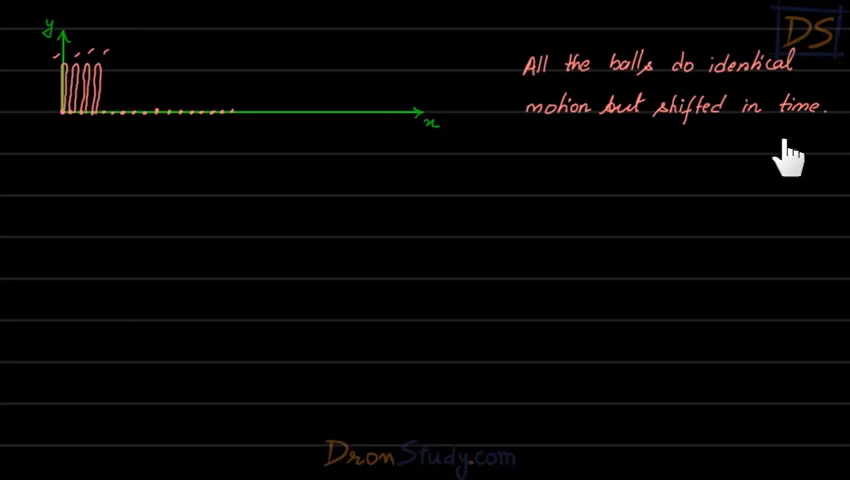 DS
y
All the balls do identical
motion but shifted in time.
x
DronStudy.com